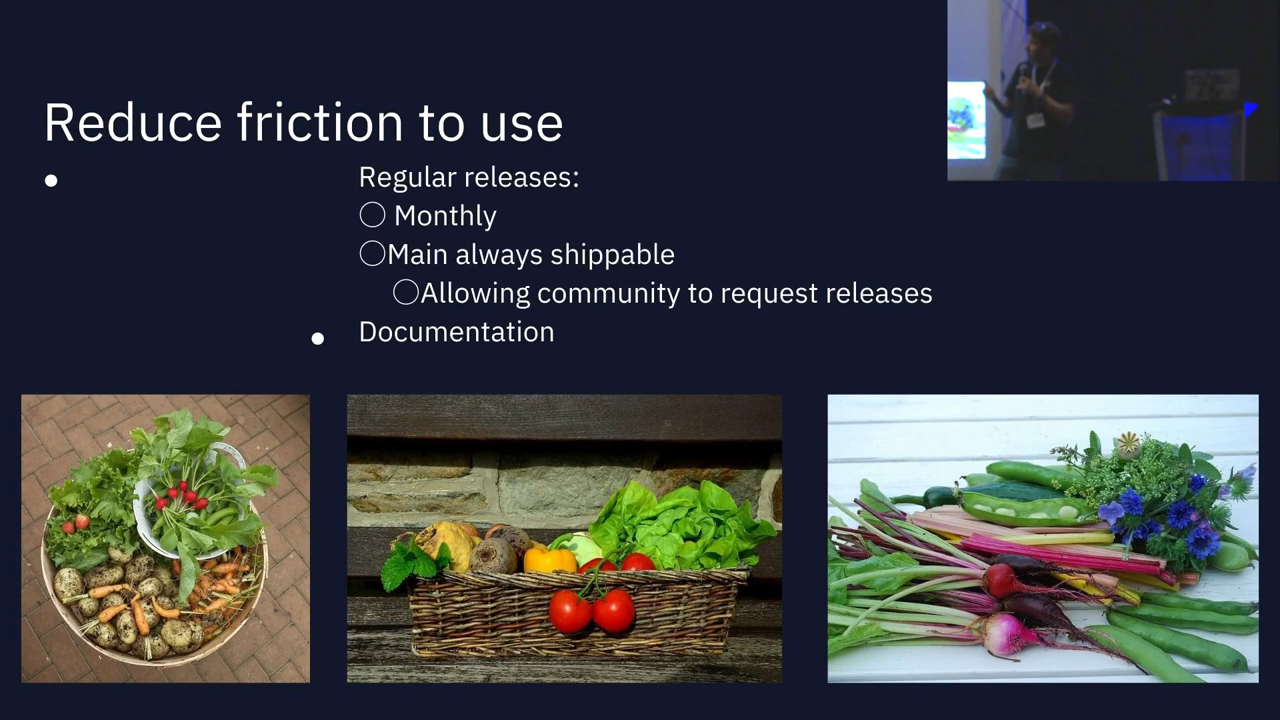 Reduce friction to use
● Regular releases:
○ Monthly
○Main always shippable
○Allowing community to request releases
● Documentation